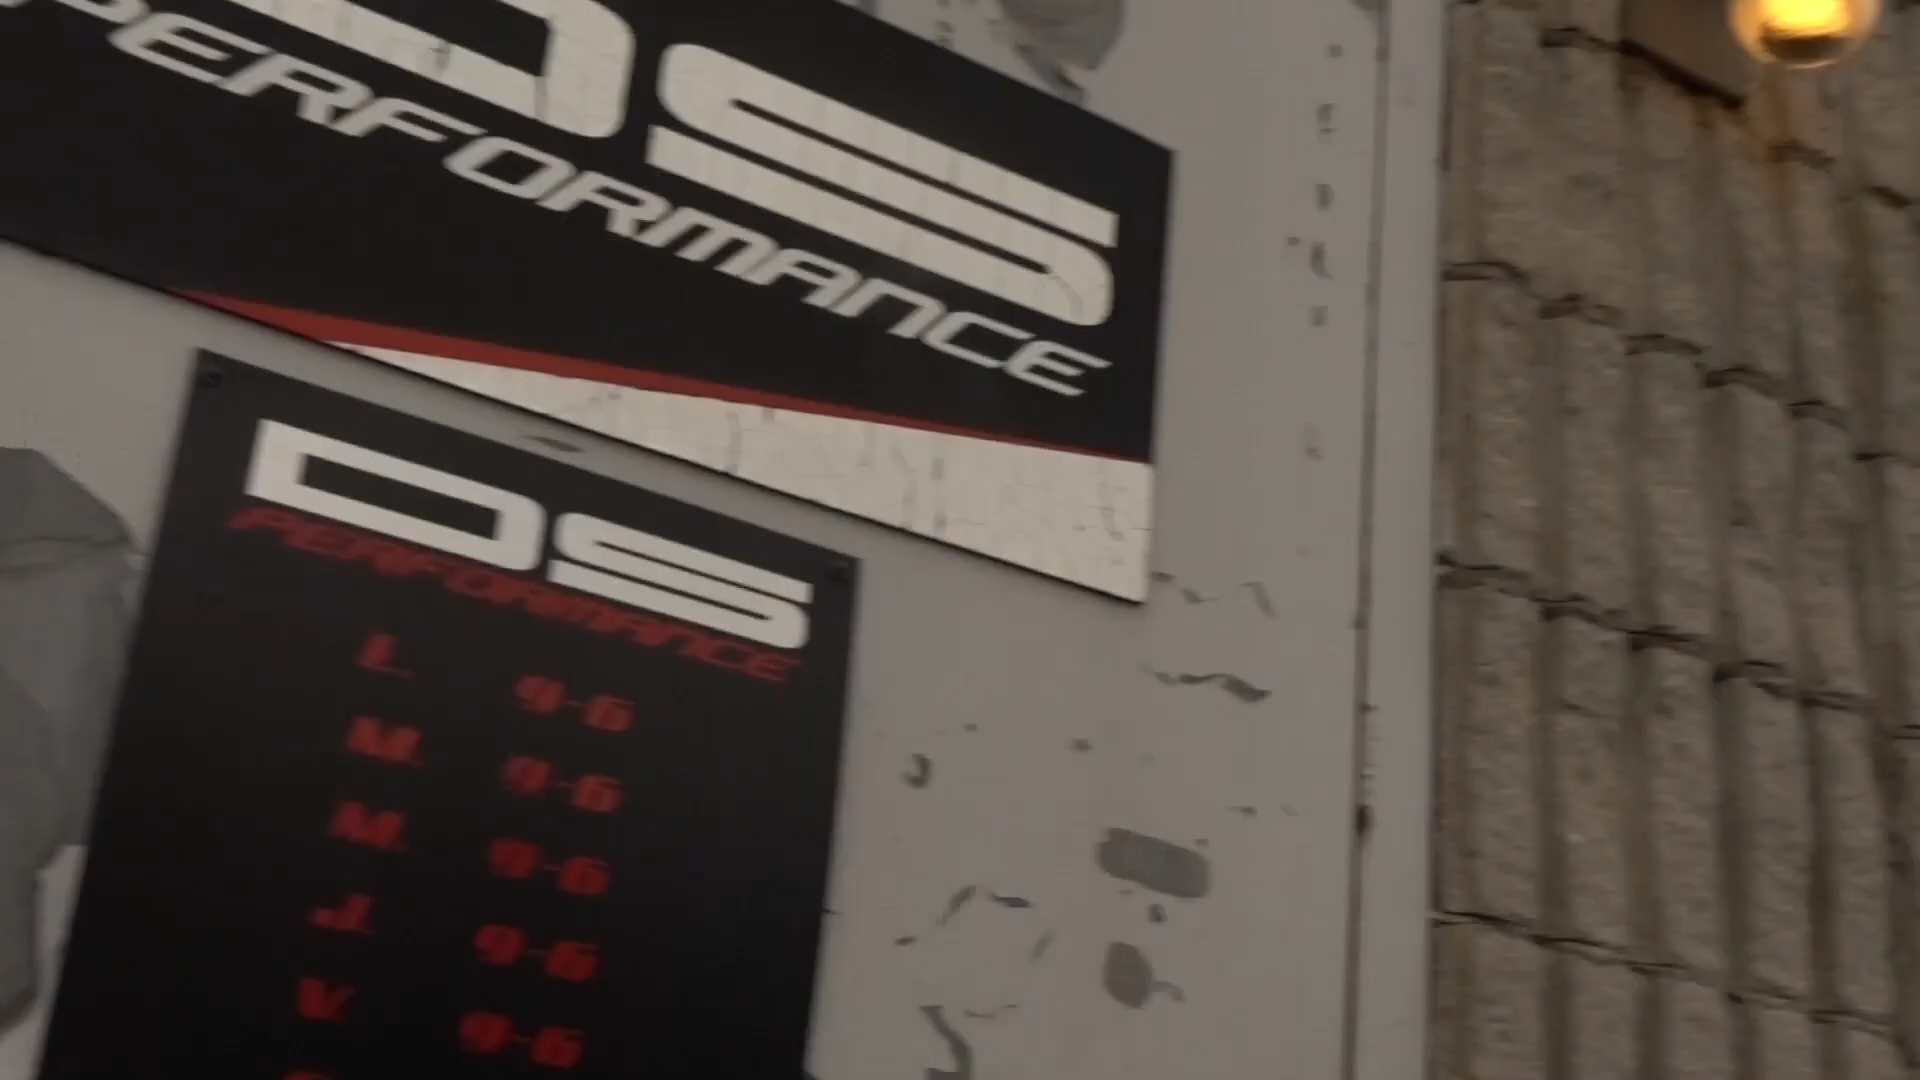 DS
PERFORMANCE
DS
PERFORMANCE
L. 9-6
M. 9-6
M. 9-6
J. 9-6
V. 9-6